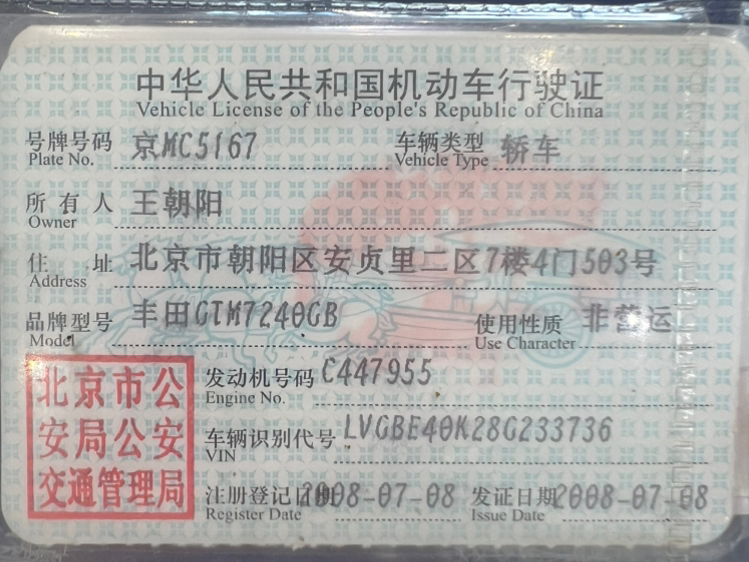 中华人民共和国机动车行驶证
Vehicle License of the People's Republic of China
号牌号码 京MC5167 车辆类型 轿车
Plate No. Vehicle Type
所有人 王朝阳
Owner
住址 北京市朝阳区安贞里二区7楼4门503号
Address
品牌型号 丰田GTM7240GB 使用性质 非营运
Model Use Character
北京市公
安局公安
交通管理局
发动机号码 C447955
Engine No.
车辆识别代号 LVGBE40K28G233736
VIN
注册登记日期 2008-07-08 发证日期 2008-07-08
Register Date Issue Date